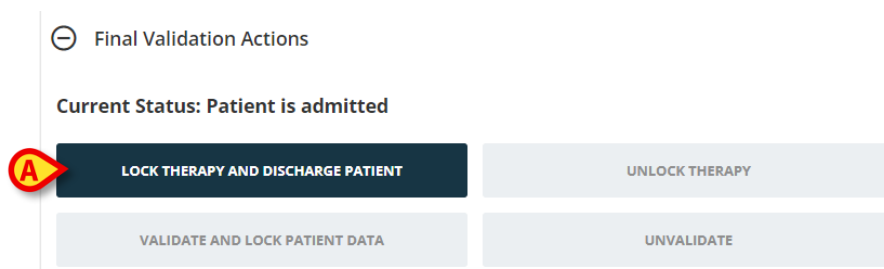 Final Validation Actions
Current Status: Patient is admitted
A
LOCK THERAPY AND DISCHARGE PATIENT
UNLOCK THERAPY
VALIDATE AND LOCK PATIENT DATA
UNVALIDATE